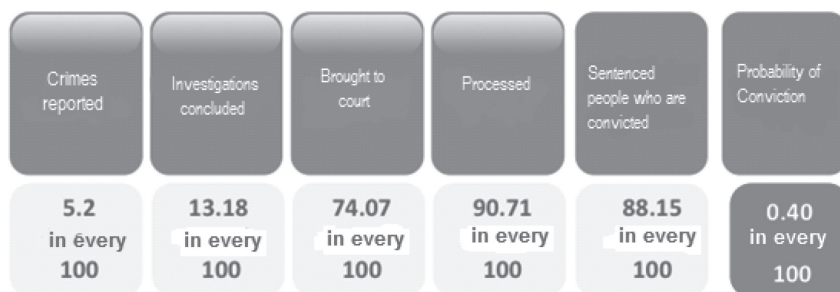 Crimes
reported
Investigations
concluded
Brought to
court
Processed
Sentenced
people who are
convicted
Probability of
Conviction
5.2
in every
100
13.18
in every
100
74.07
in every
100
90.71
in every
100
88.15
in every
100
0.40
in every
100